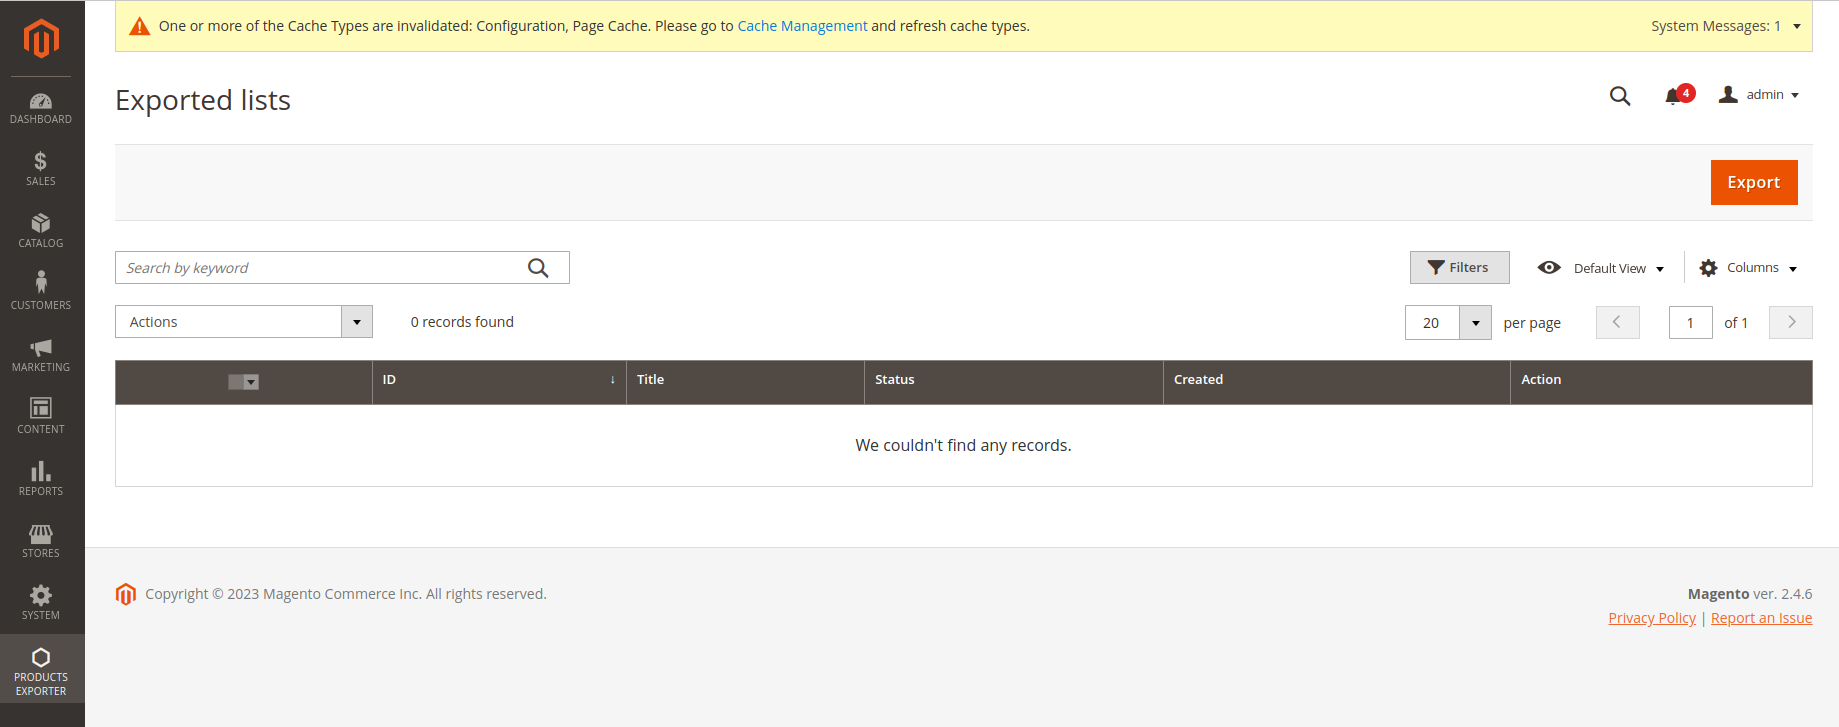 One or more of the Cache Types are invalidated: Configuration, Page Cache. Please go to Cache Management and refresh cache types.
System Messages: 1
Exported lists
4
admin
DASHBOARD
SALES
CATALOG
CUSTOMERS
MARKETING
CONTENT
REPORTS
STORES
SYSTEM
PRODUCTS
EXPORTER
Export
Search by keyword
Filters
Default View
Columns
Actions
0 records found
20
per page
1
of 1
ID ↓
Title
Status
Created
Action
We couldn't find any records.
Copyright © 2023 Magento Commerce Inc. All rights reserved.
Magento ver. 2.4.6
Privacy Policy | Report an Issue